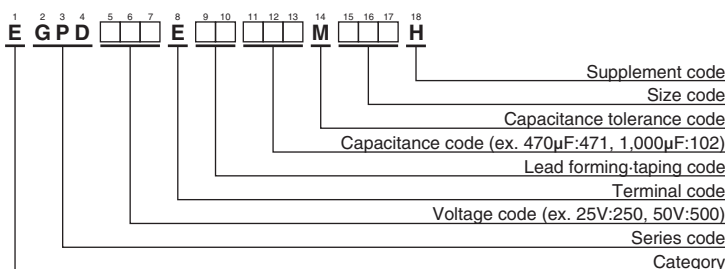 1 2 3 4 5 6 7 8 9 10 11 12 13 14 15 16 17 18
E G P D E M H
Supplement code
Size code
Capacitance tolerance code
Capacitance code (ex. 470µF:471, 1,000µF:102)
Lead forming·taping code
Terminal code
Voltage code (ex. 25V:250, 50V:500)
Series code
Category